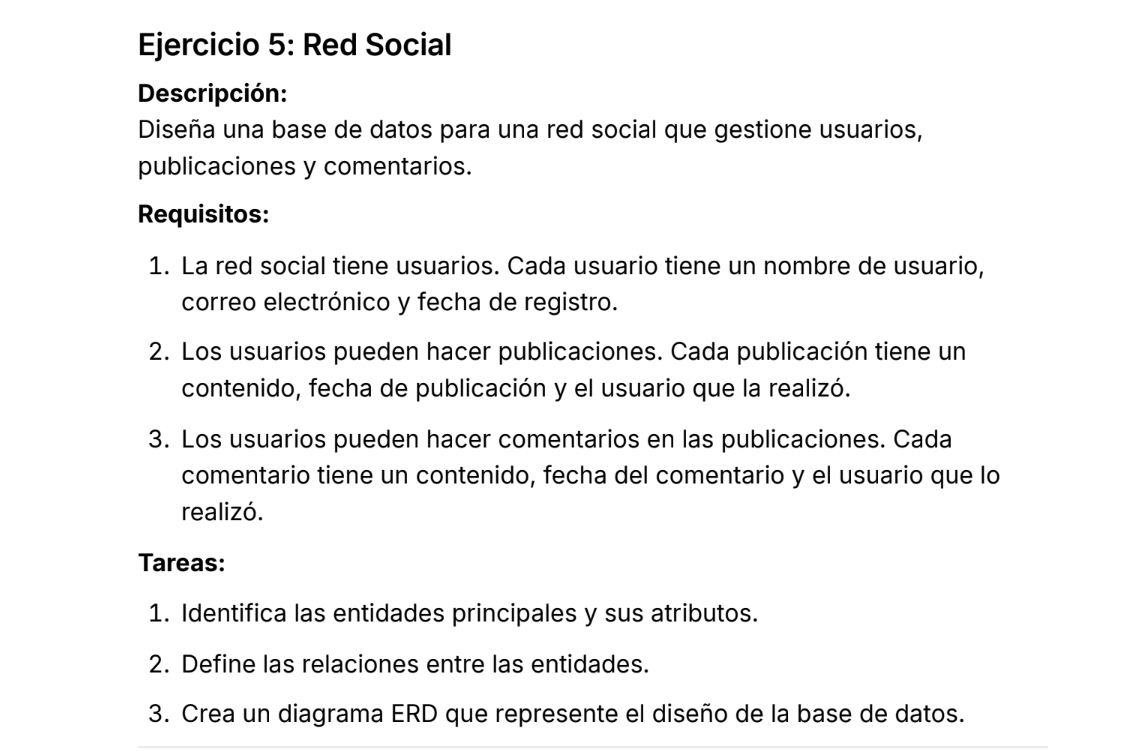 Ejercicio 5: Red Social
Descripción:
Diseña una base de datos para una red social que gestione usuarios,
publicaciones y comentarios.
Requisitos:
1. La red social tiene usuarios. Cada usuario tiene un nombre de usuario,
correo electrónico y fecha de registro.
2. Los usuarios pueden hacer publicaciones. Cada publicación tiene un
contenido, fecha de publicación y el usuario que la realizó.
3. Los usuarios pueden hacer comentarios en las publicaciones. Cada
comentario tiene un contenido, fecha del comentario y el usuario que lo
realizó.
Tareas:
1. Identifica las entidades principales y sus atributos.
2. Define las relaciones entre las entidades.
3. Crea un diagrama ERD que represente el diseño de la base de datos.